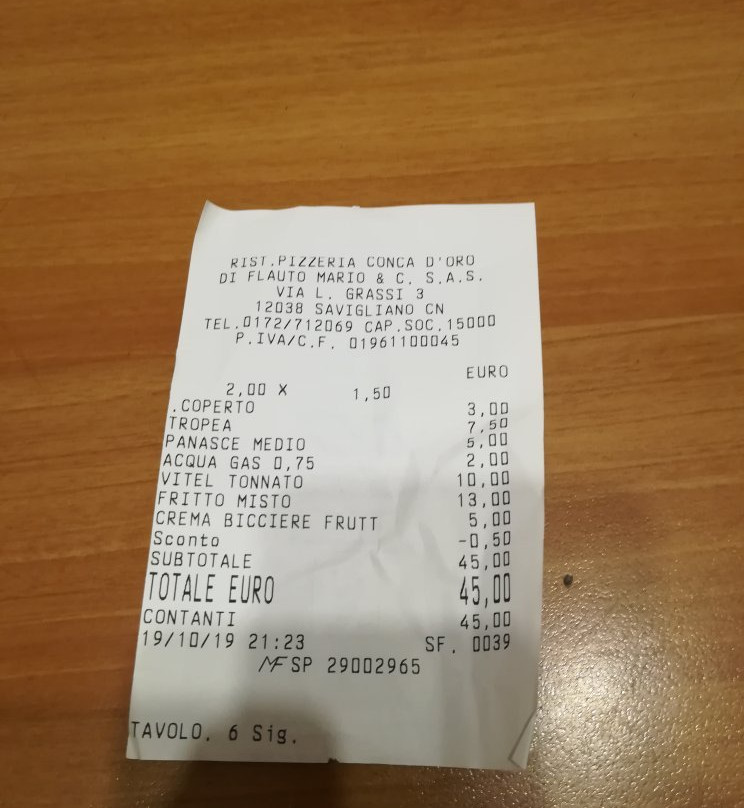 RIST.PIZZERIA CONCA D'ORO
DI FLAUTO MARIO & C. S.A.S.
VIA L. GRASSI 3
12038 SAVIGLIANO CN
TEL.0172/712069 CAP.SOC.15000
P.IVA/C.F. 01961100045
EURO
2,00 X 1,50
.COPERTO 3,00
TROPEA 7,50
PANASCE MEDIO 5,00
ACQUA GAS 0,75 2,00
VITEL TONNATO 10,00
FRITTO MISTO 13,00
CREMA BICCIERE FRUTT 5,00
Sconto -0,50
SUBTOTALE 45,00
TOTALE EURO 45,00
CONTANTI 45,00
19/10/19 21:23 SF. 0039
MF SP 29002965
TAVOLO. 6 Sig.